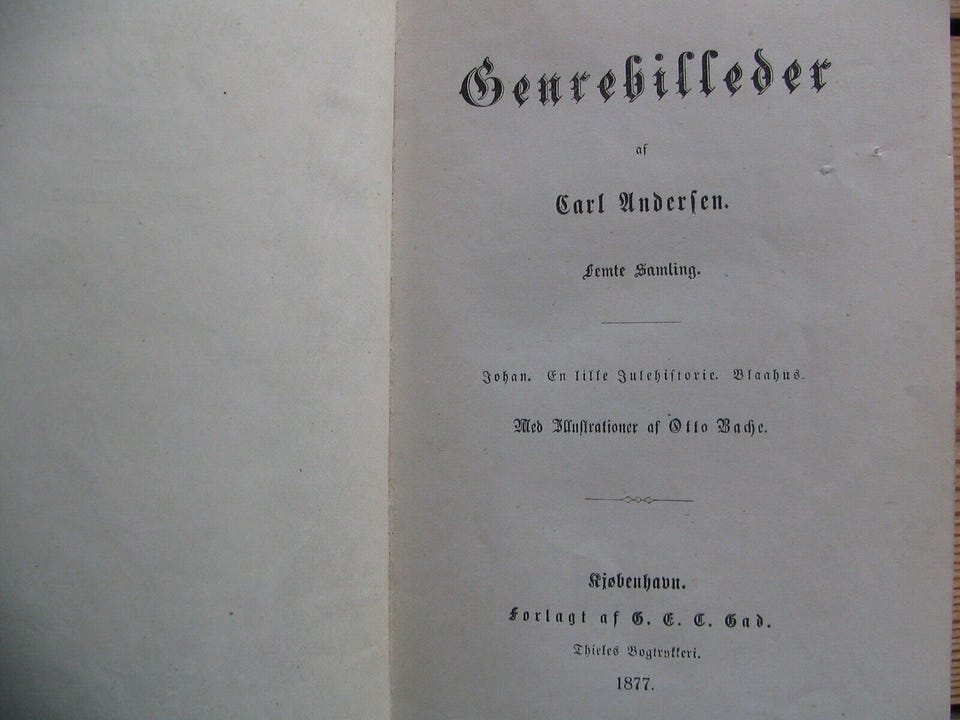 Genrebilleder
af
Carl Andersen.
Femte Samling.
Johan. En lille Julehistorie. Blaahus.
Med Illustrationer af Otto Bache.
Kjøbenhavn.
Forlagt af G. E. C. Gad.
Thieles Bogtrykkeri.
1877.